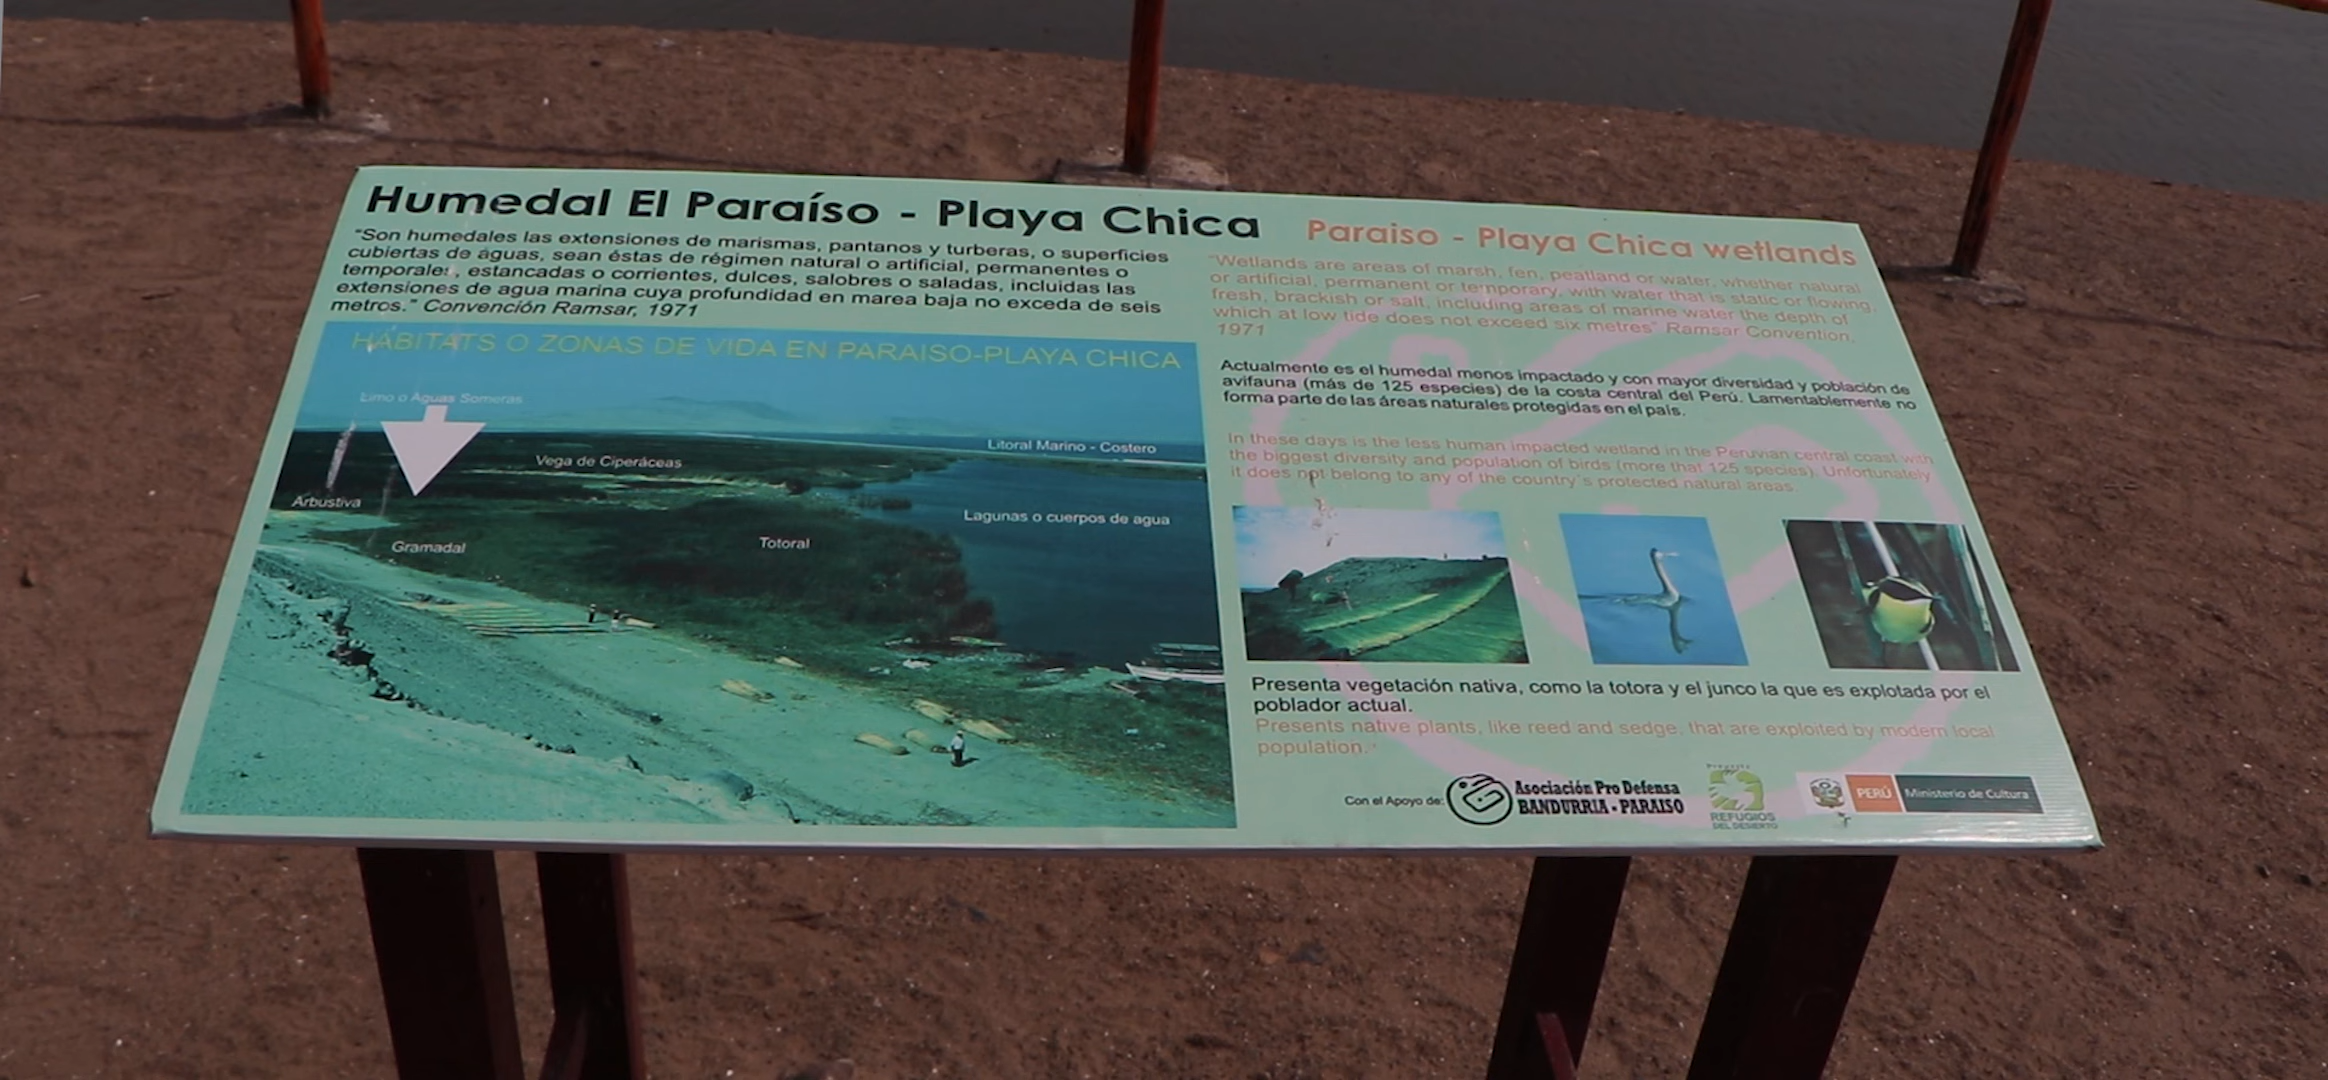 Humedal El Paraíso - Playa Chica
"Son humedales las extensiones de marismas, pantanos y turberas, o superficies
cubiertas de aguas, sean éstas de régimen natural o artificial, permanentes o
temporales, estancadas o corrientes, dulces, salobres o saladas, incluidas las
extensiones de agua marina cuya profundidad en marea baja no exceda de seis
metros." Convención Ramsar, 1971
HÁBITATS O ZONAS DE VIDA EN PARAISO-PLAYA CHICA
Limo o Aguas Someras
Litoral Marino - Costero
Vega de Ciperáceas
Arbustiva
Lagunas o cuerpos de agua
Gramadal
Totoral
Paraiso - Playa Chica wetlands
"Wetlands are areas of marsh, fen, peatland or water, whether natural
or artificial, permanent or temporary, with water that is static or flowing,
fresh, brackish or salt, including areas of marine water the depth of
which at low tide does not exceed six metres" Ramsar Convention,
1971
Actualmente es el humedal menos impactado y con mayor diversidad y población de
avifauna (más de 125 especies) de la costa central del Perú. Lamentablemente no
forma parte de las áreas naturales protegidas en el país.
In these days is the less human impacted wetland in the Peruvian central coast with
the biggest diversity and population of birds (more that 125 species). Unfortunately
it does not belong to any of the country's protected natural areas.
Presenta vegetación nativa, como la totora y el junco la que es explotada por el
poblador actual.
Presents native plants, like reed and sedge, that are exploited by modern local
population."
Con el Apoyo de:
Asociación Pro Defensa
BANDURRIA - PARAISO
Proyecto
REFUGIOS
DEL DESIERTO
PERÚ
Ministerio de Cultura